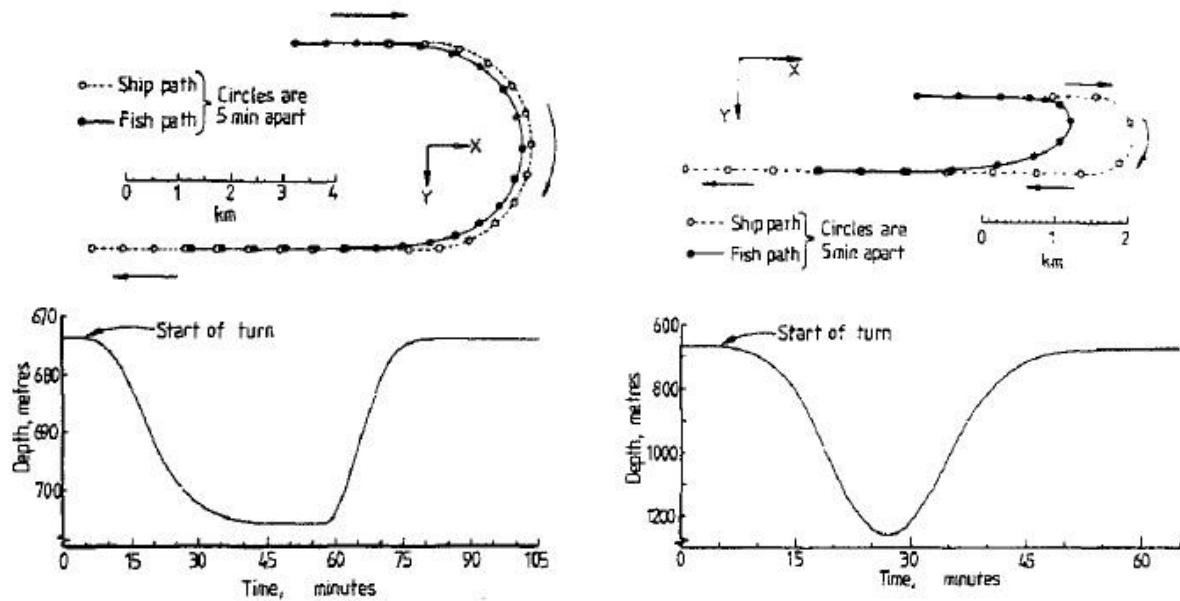 Ship path
Fish path
Circles are
5 min apart
X
Y
0 1 2 3 4
km
670
680
690
700
Depth, metres
Start of turn
0 15 30 45 60 75 90 105
Time, minutes
X
Y
Ship path
Fish path
Circles are
5 min apart
0 1 2
km
600
800
1000
1200
Depth, metres
Start of turn
0 15 30 45 60
Time, minutes